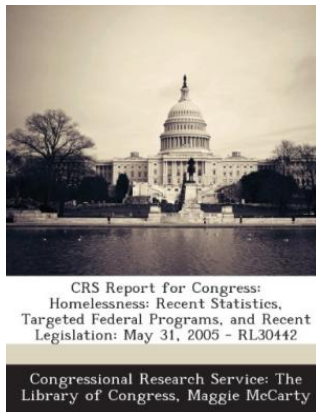 CRS Report for Congress:
Homelessness: Recent Statistics,
Targeted Federal Programs, and Recent
Legislation: May 31, 2005 - RL30442
Congressional Research Service: The
Library of Congress, Maggie McCarty